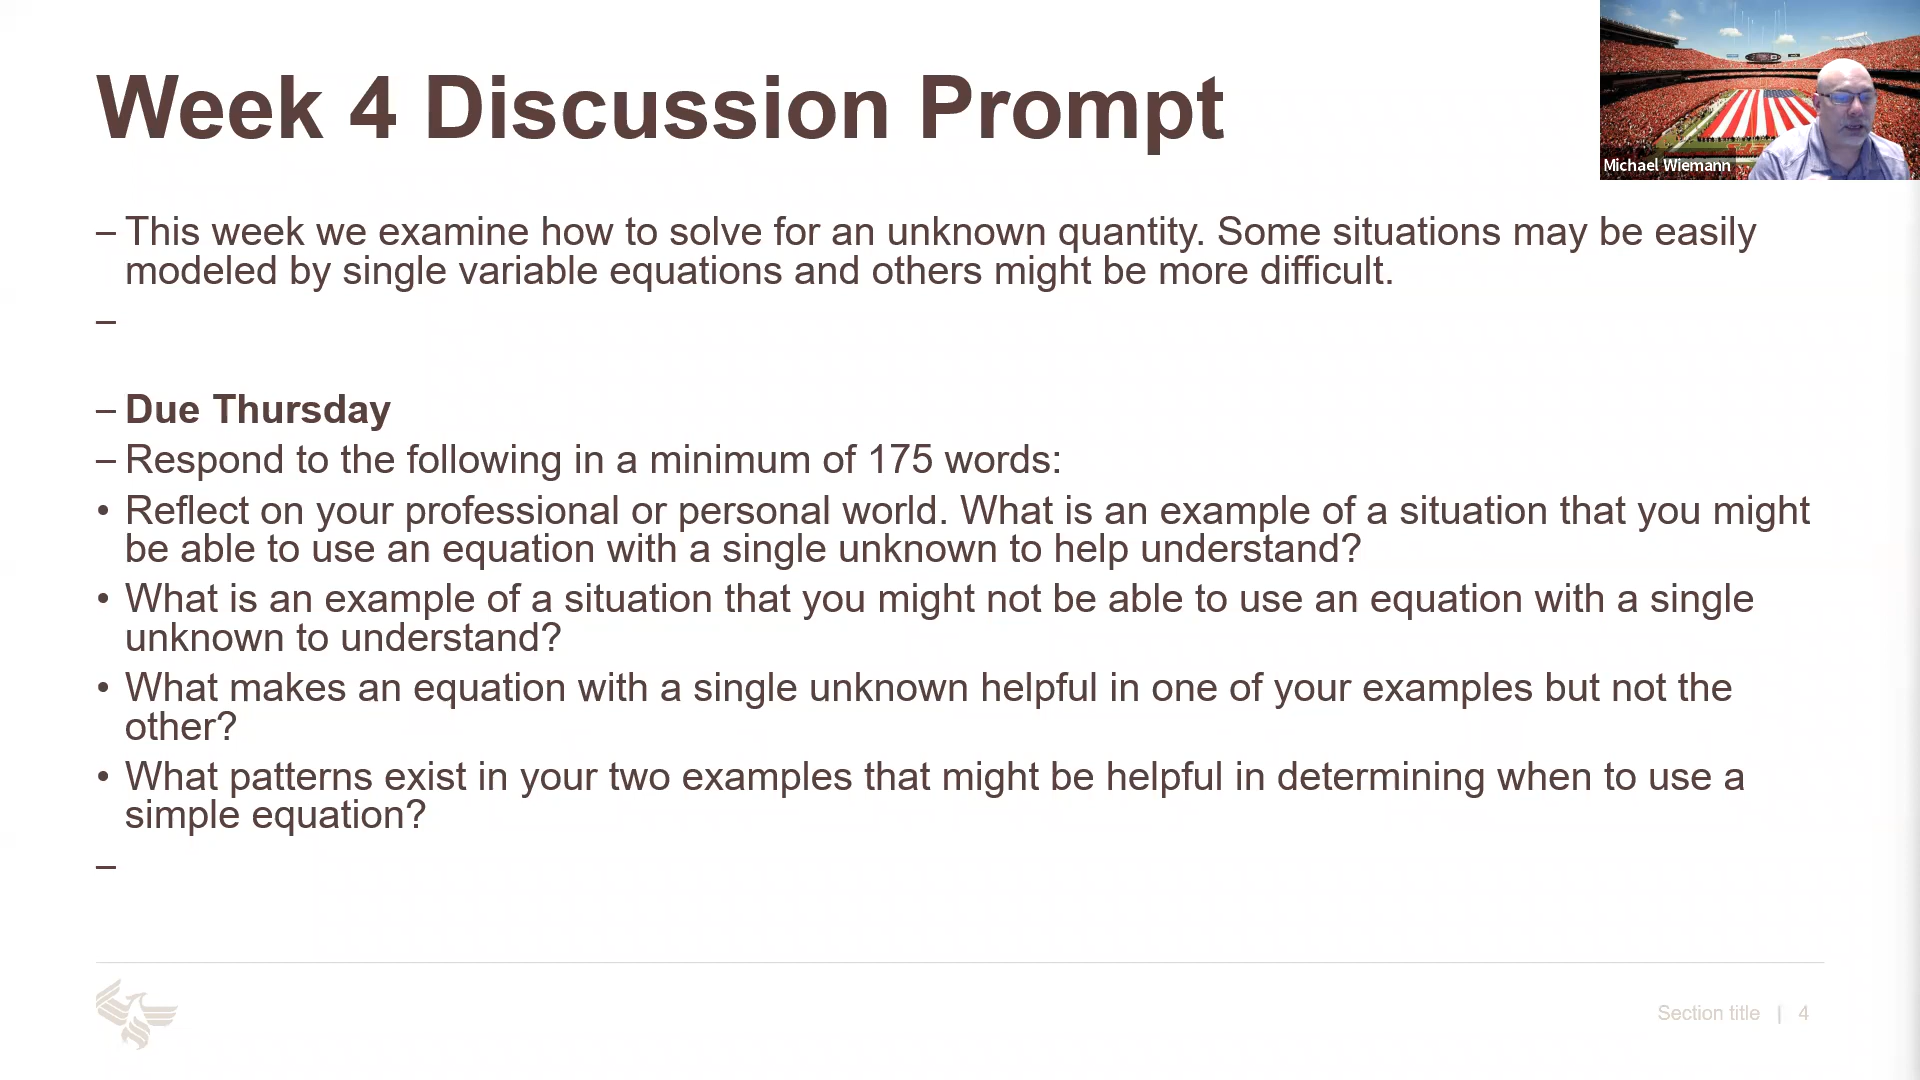 Week 4 Discussion Prompt
Michael Wiemann
– This week we examine how to solve for an unknown quantity. Some situations may be easily
modeled by single variable equations and others might be more difficult.
–
– Due Thursday
– Respond to the following in a minimum of 175 words:
• Reflect on your professional or personal world. What is an example of a situation that you might
be able to use an equation with a single unknown to help understand?
• What is an example of a situation that you might not be able to use an equation with a single
unknown to understand?
• What makes an equation with a single unknown helpful in one of your examples but not the
other?
• What patterns exist in your two examples that might be helpful in determining when to use a
simple equation?
–
Section title | 4